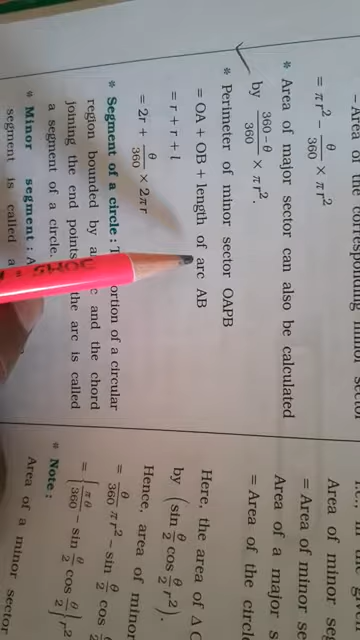 – Area of the corresponding minor sector
= πr² − θ/360 × πr²
* Area of major sector can also be calculated
by (360 − θ)/360 × πr².
* Perimeter of minor sector OAPB
= OA + OB + length of arc AB
= r + r + l
= 2r + θ/360 × 2πr
* Segment of a circle : portion of a circular
region bounded by and the chord
joining the end points the arc is called
a segment of a circle.
* Minor segment :
segment is called a
Area of minor seg
= Area of minor se
Area of a major s
= Area of the circle
Here, the area of Δ
by (sin θ/2 cos θ/2 r²).
Hence, area of minor
= θ/360 πr² − sin θ/2 cos
= [πθ/360 − sin θ/2 cos θ/2] r²
* Note :
Area of a minor sector